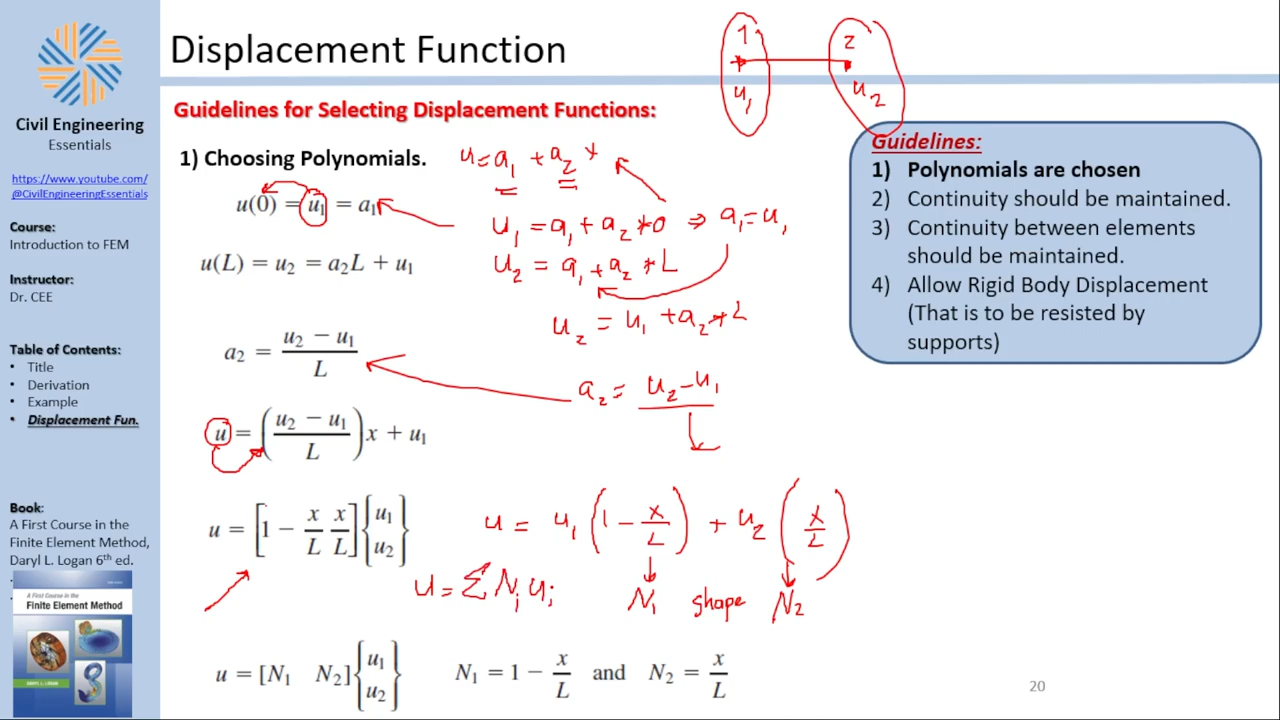 Displacement Function
1
2
u₁
u₂
Civil Engineering
Essentials
https://www.youtube.com/
@CivilEngineeringEssentials
Course:
Introduction to FEM
Instructor:
Dr. CEE
Table of Contents:
• Title
• Derivation
• Example
• Displacement Fun.
Book:
A First Course in the
Finite Element Method,
Daryl L. Logan 6th ed.
A First Course in the
Finite Element Method
DARYL L. LOGAN
Guidelines for Selecting Displacement Functions:
1) Choosing Polynomials.
u = a₁ + a₂ x
u(0) = u₁ = a₁
u₁ = a₁ + a₂ * 0 ⇒ a₁ = u₁
u(L) = u₂ = a₂L + u₁
u₂ = a₁ + a₂ * L
u₂ = u₁ + a₂ * L
a₂ = (u₂ − u₁) / L
a₂ = (u₂ − u₁) / L
u = ((u₂ − u₁) / L) x + u₁
u = [1 − x/L x/L] {u₁ u₂}
u = u₁ (1 − x/L) + u₂ (x/L)
u = Σ Nᵢ uᵢ
N₁ shape N₂
u = [N₁ N₂] {u₁ u₂}
N₁ = 1 − x/L and N₂ = x/L
Guidelines:
1) Polynomials are chosen
2) Continuity should be maintained.
3) Continuity between elements
should be maintained.
4) Allow Rigid Body Displacement
(That is to be resisted by
supports)
20